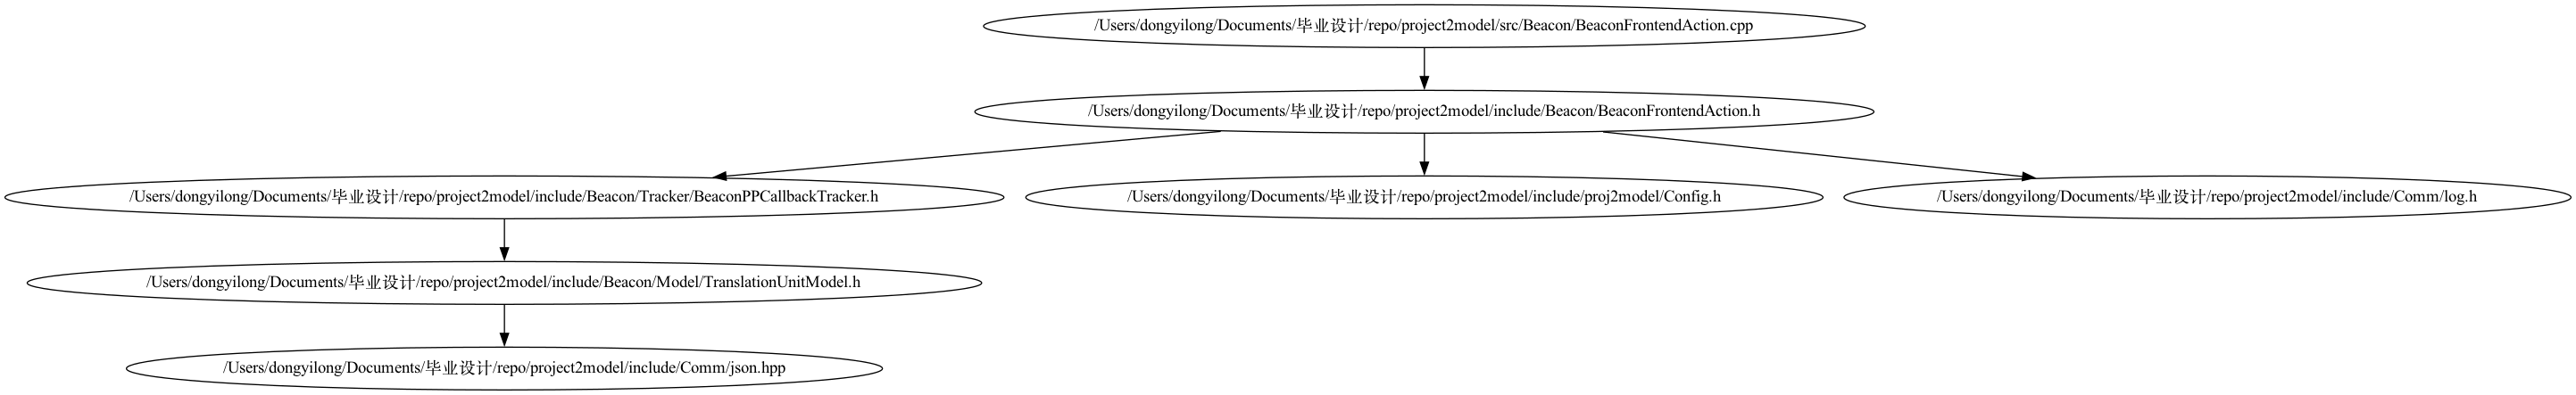 /Users/dongyilong/Documents/毕业设计/repo/project2model/src/Beacon/BeaconFrontendAction.cpp
/Users/dongyilong/Documents/毕业设计/repo/project2model/include/Beacon/BeaconFrontendAction.h
/Users/dongyilong/Documents/毕业设计/repo/project2model/include/Beacon/Tracker/BeaconPPCallbackTracker.h
/Users/dongyilong/Documents/毕业设计/repo/project2model/include/proj2model/Config.h
/Users/dongyilong/Documents/毕业设计/repo/project2model/include/Comm/log.h
/Users/dongyilong/Documents/毕业设计/repo/project2model/include/Beacon/Model/TranslationUnitModel.h
/Users/dongyilong/Documents/毕业设计/repo/project2model/include/Comm/json.hpp